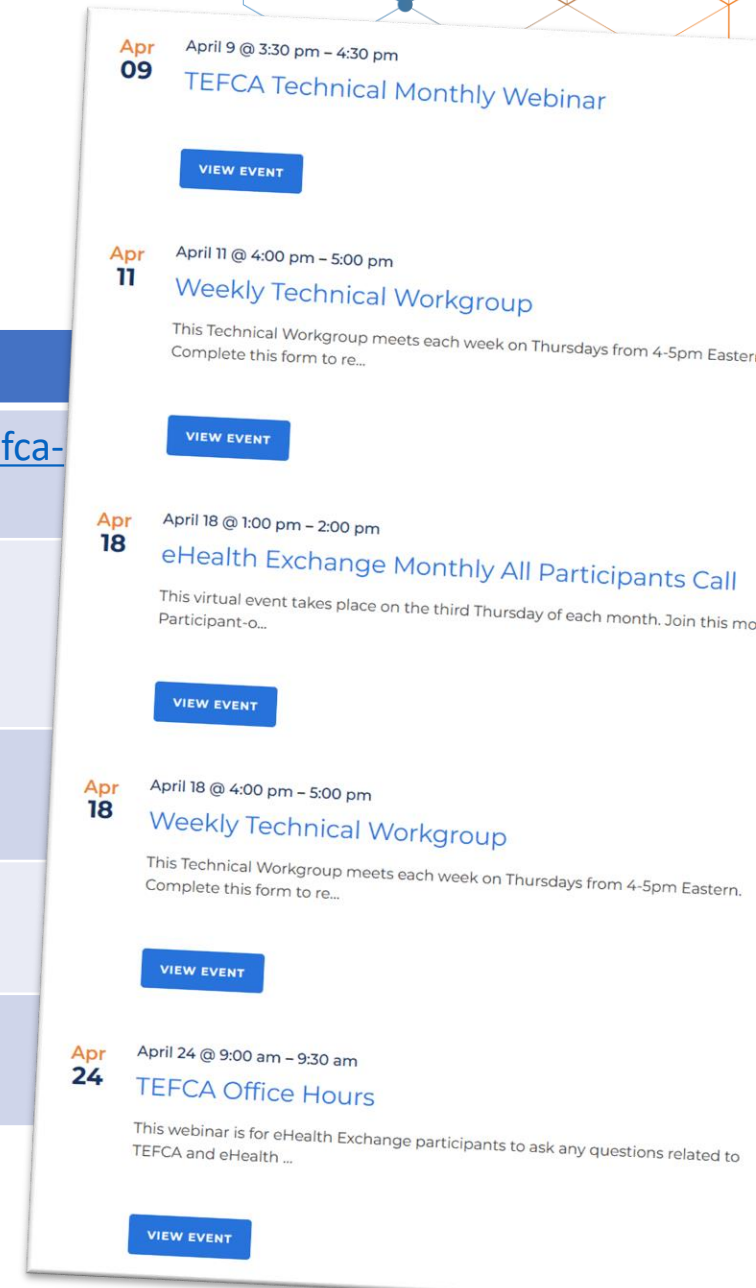 Apr
09
April 9 @ 3:30 pm – 4:30 pm
TEFCA Technical Monthly Webinar
VIEW EVENT
Apr
11
April 11 @ 4:00 pm – 5:00 pm
Weekly Technical Workgroup
This Technical Workgroup meets each week on Thursdays from 4-5pm Eastern
Complete this form to re...
VIEW EVENT
fca-
Apr
18
April 18 @ 1:00 pm – 2:00 pm
eHealth Exchange Monthly All Participants Call
This virtual event takes place on the third Thursday of each month. Join this mo
Participant-o...
VIEW EVENT
Apr
18
April 18 @ 4:00 pm – 5:00 pm
Weekly Technical Workgroup
This Technical Workgroup meets each week on Thursdays from 4-5pm Eastern.
Complete this form to re...
VIEW EVENT
Apr
24
April 24 @ 9:00 am – 9:30 am
TEFCA Office Hours
This webinar is for eHealth Exchange participants to ask any questions related to
TEFCA and eHealth ...
VIEW EVENT